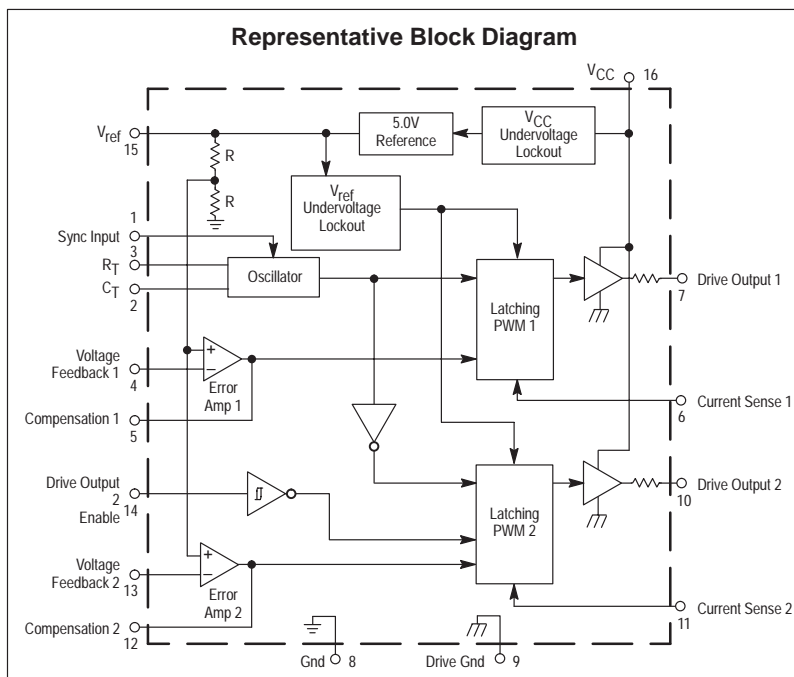 Representative Block Diagram
VCC 16
Vref
15
5.0V
Reference
VCC
Undervoltage
Lockout
R
R
Vref
Undervoltage
Lockout
1
Sync Input
3
RT
CT
2
Oscillator
Latching
PWM 1
Drive Output 1
7
Voltage
Feedback 1
4
+
–
Error
Amp 1
Current Sense 1
6
Compensation 1
5
Drive Output
2
14
Enable
Latching
PWM 2
Drive Output 2
10
Voltage
Feedback 2
13
+
–
Error
Amp 2
Current Sense 2
11
Compensation 2
12
Gnd 8
Drive Gnd 9